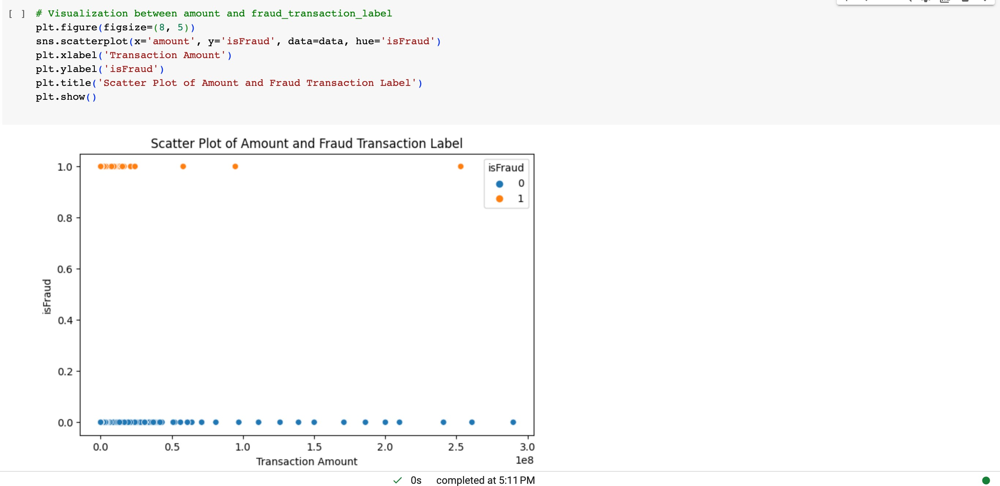 [ ] # Visualization between amount and fraud_transaction_label
plt.figure(figsize=(8, 5))
sns.scatterplot(x='amount', y='isFraud', data=data, hue='isFraud')
plt.xlabel('Transaction Amount')
plt.ylabel('isFraud')
plt.title('Scatter Plot of Amount and Fraud Transaction Label')
plt.show()
Scatter Plot of Amount and Fraud Transaction Label
isFraud
0
1
1.0
0.8
0.6
0.4
0.2
0.0
isFraud
0.0 0.5 1.0 1.5 2.0 2.5 3.0
1e8
Transaction Amount
0s completed at 5:11 PM